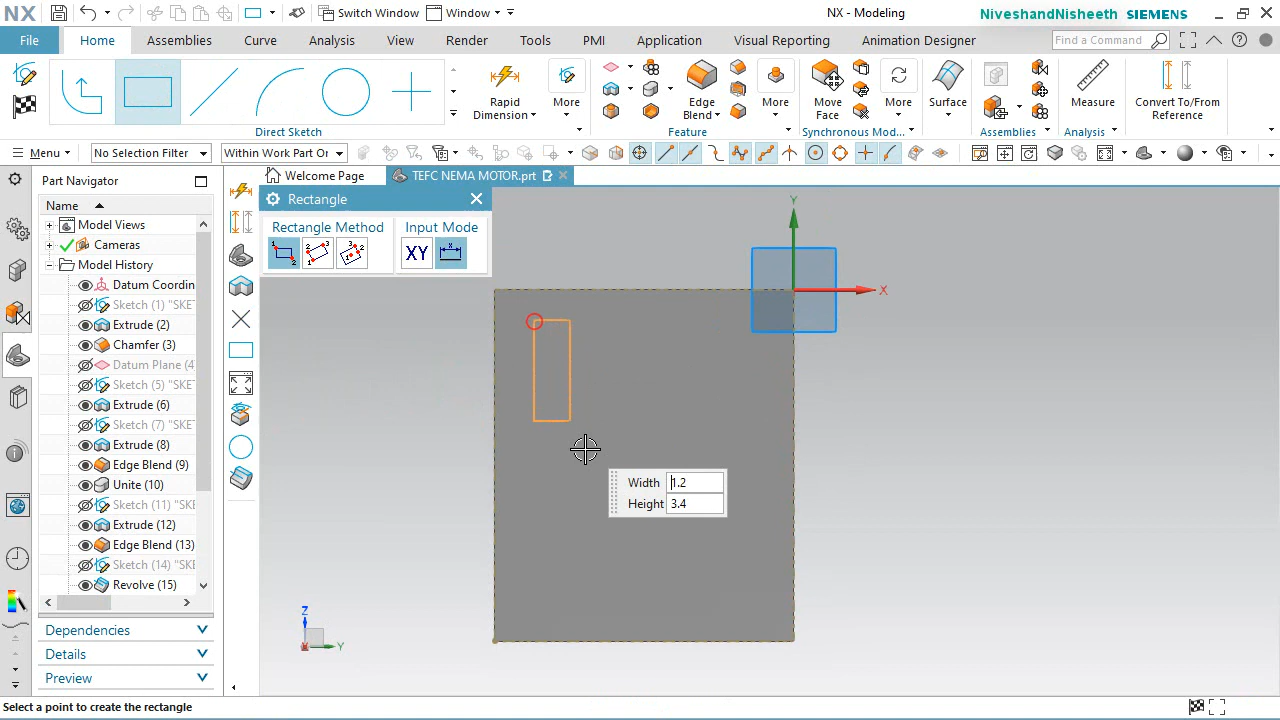 NX
Switch Window
Window
NX - Modeling
NiveshandNisheeth SIEMENS
File
Home
Assemblies
Curve
Analysis
View
Render
Tools
PMI
Application
Visual Reporting
Animation Designer
Find a Command
Rapid Dimension
More
Edge Blend
More
Move Face
More
Surface
Measure
Convert To/From Reference
Direct Sketch
Feature
Synchronous Mod...
Assemblies
Analysis
Menu
No Selection Filter
Within Work Part On
Part Navigator
Welcome Page
TEFC NEMA MOTOR.prt
Name
Rectangle
Model Views
Rectangle Method
Input Mode
Cameras
XY
Model History
Datum Coordin
Sketch (1) "SKE
Extrude (2)
Chamfer (3)
Datum Plane (4
Sketch (5) "SKE
Extrude (6)
Sketch (7) "SKE
Extrude (8)
Edge Blend (9)
Unite (10)
Sketch (11) "SK
Extrude (12)
Edge Blend (13)
Sketch (14) "SK
Revolve (15)
Y
X
Width 1.2
Height 3.4
Z
Y
Dependencies
Details
Preview
Select a point to create the rectangle